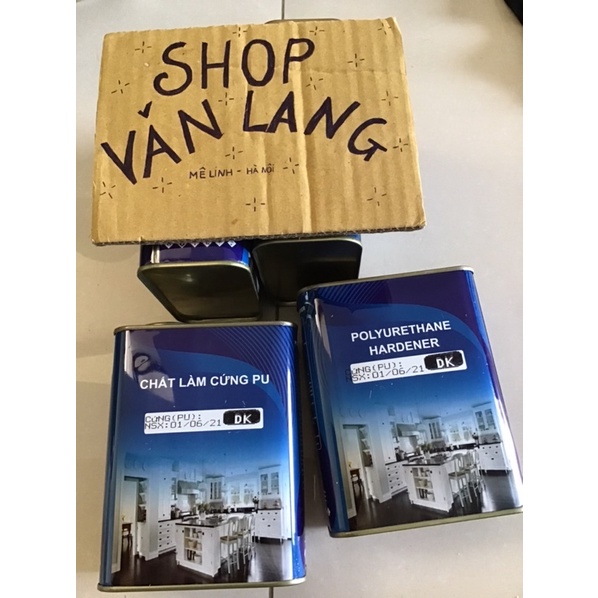 SHOP
VĂN LANG
MÊ LINH - HÀ NỘI
CHẤT LÀM CỨNG PU
CỨNG(PU):
NSX:01/06/21 DK
POLYURETHANE
HARDENER
CỨNG(PU):
NSX:01/06/21 DK